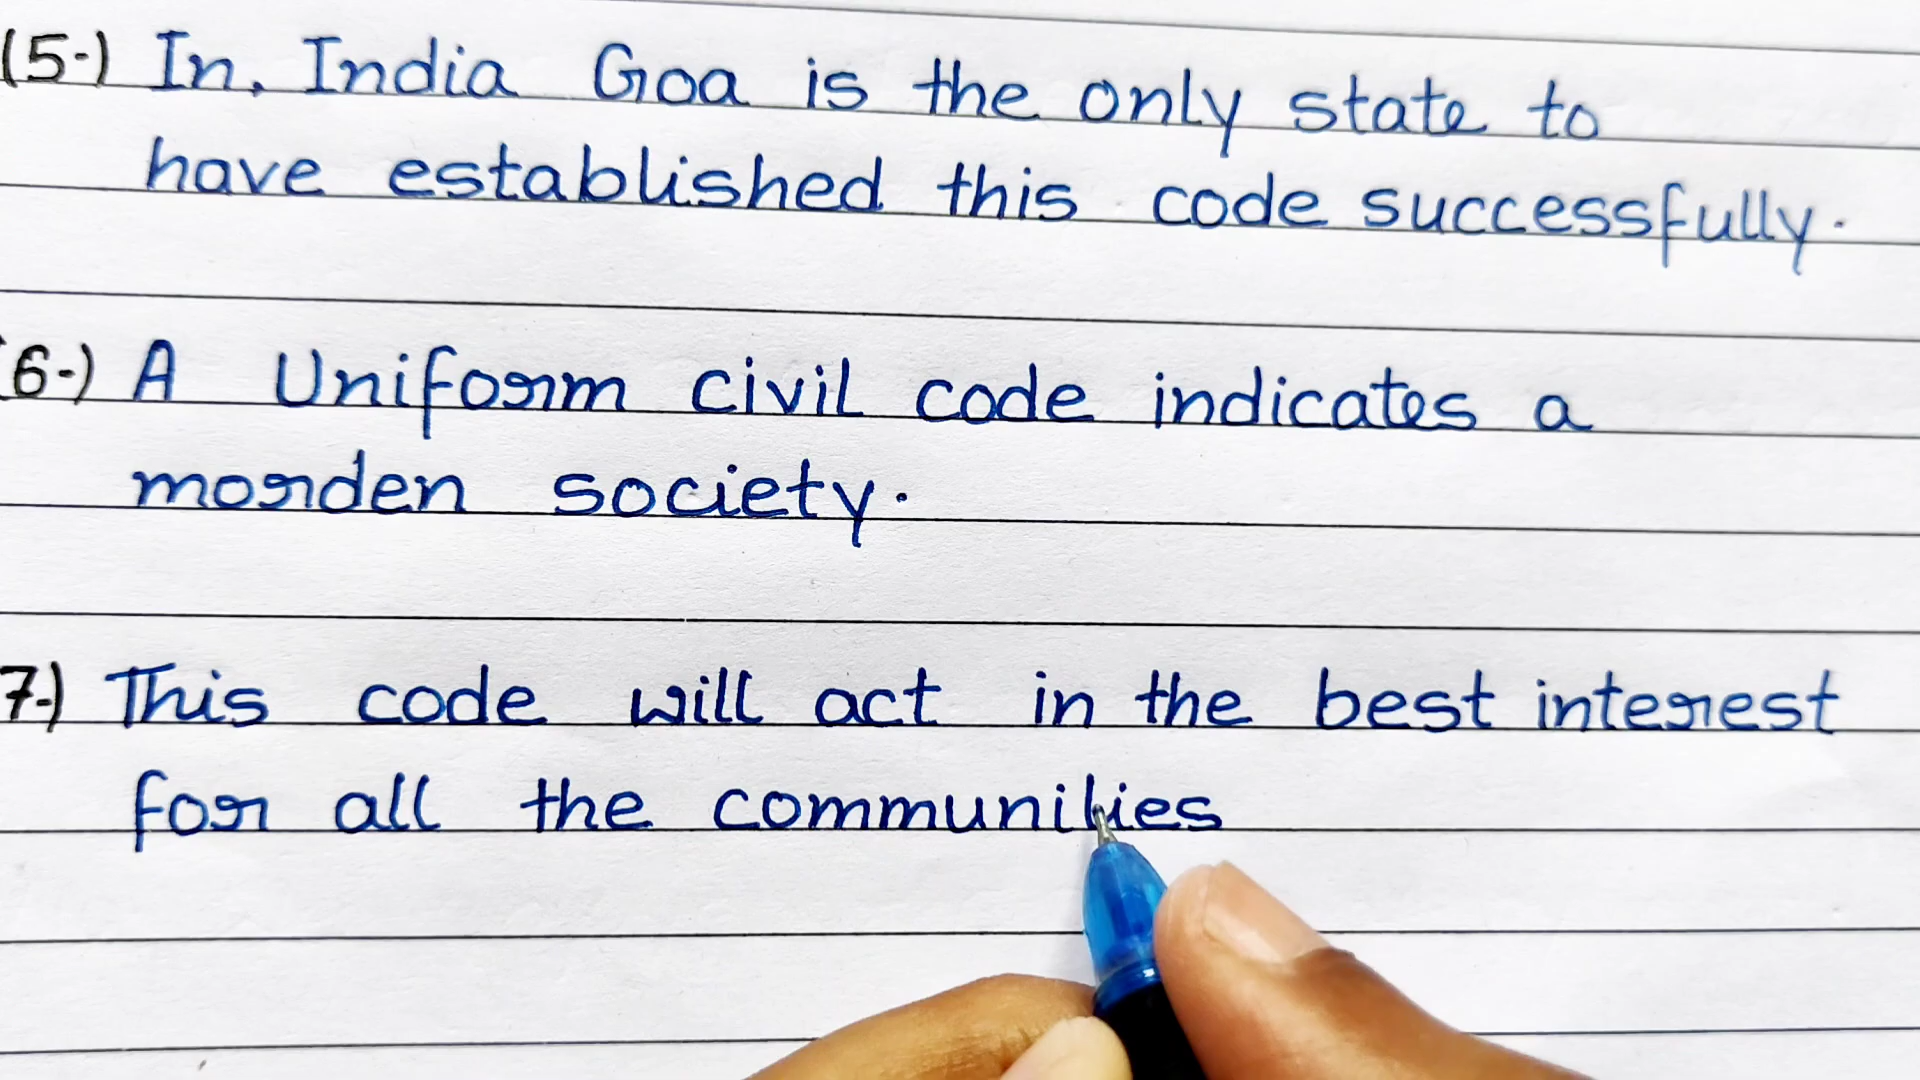 (5-) In, India Goa is the only state to
have established this code successfully.
(6-) A Uniform civil code indicates a
morden society.
7-) This code will act in the best interest
for all the communities